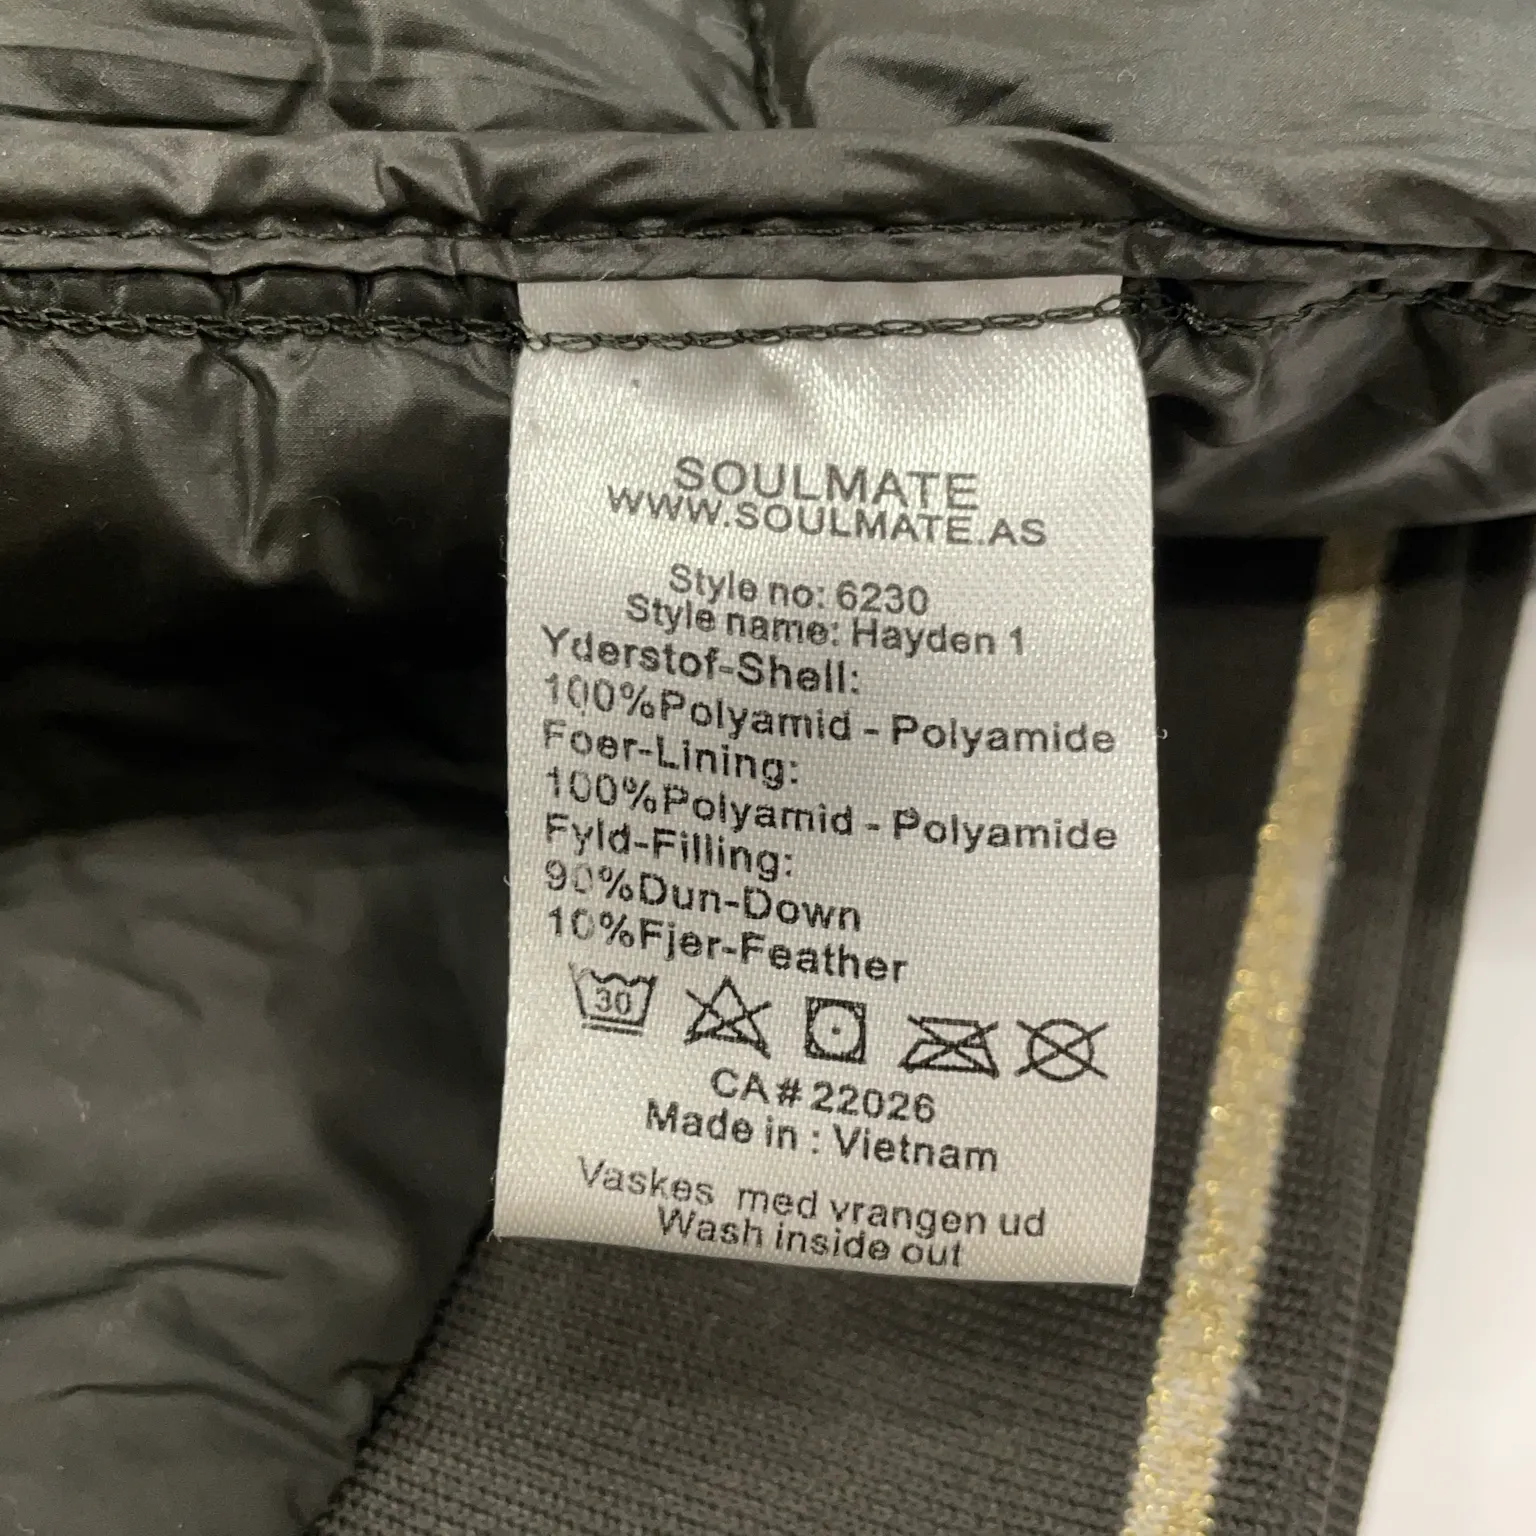 SOULMATE
WWW.SOULMATE.AS
Style no: 6230
Style name: Hayden 1
Yderstof-Shell:
100%Polyamid - Polyamide
Foer-Lining:
100%Polyamid - Polyamide
Fyld-Filling:
90%Dun-Down
10%Fjer-Feather
30
CA# 22026
Made in : Vietnam
Vaskes med vrangen ud
Wash inside out